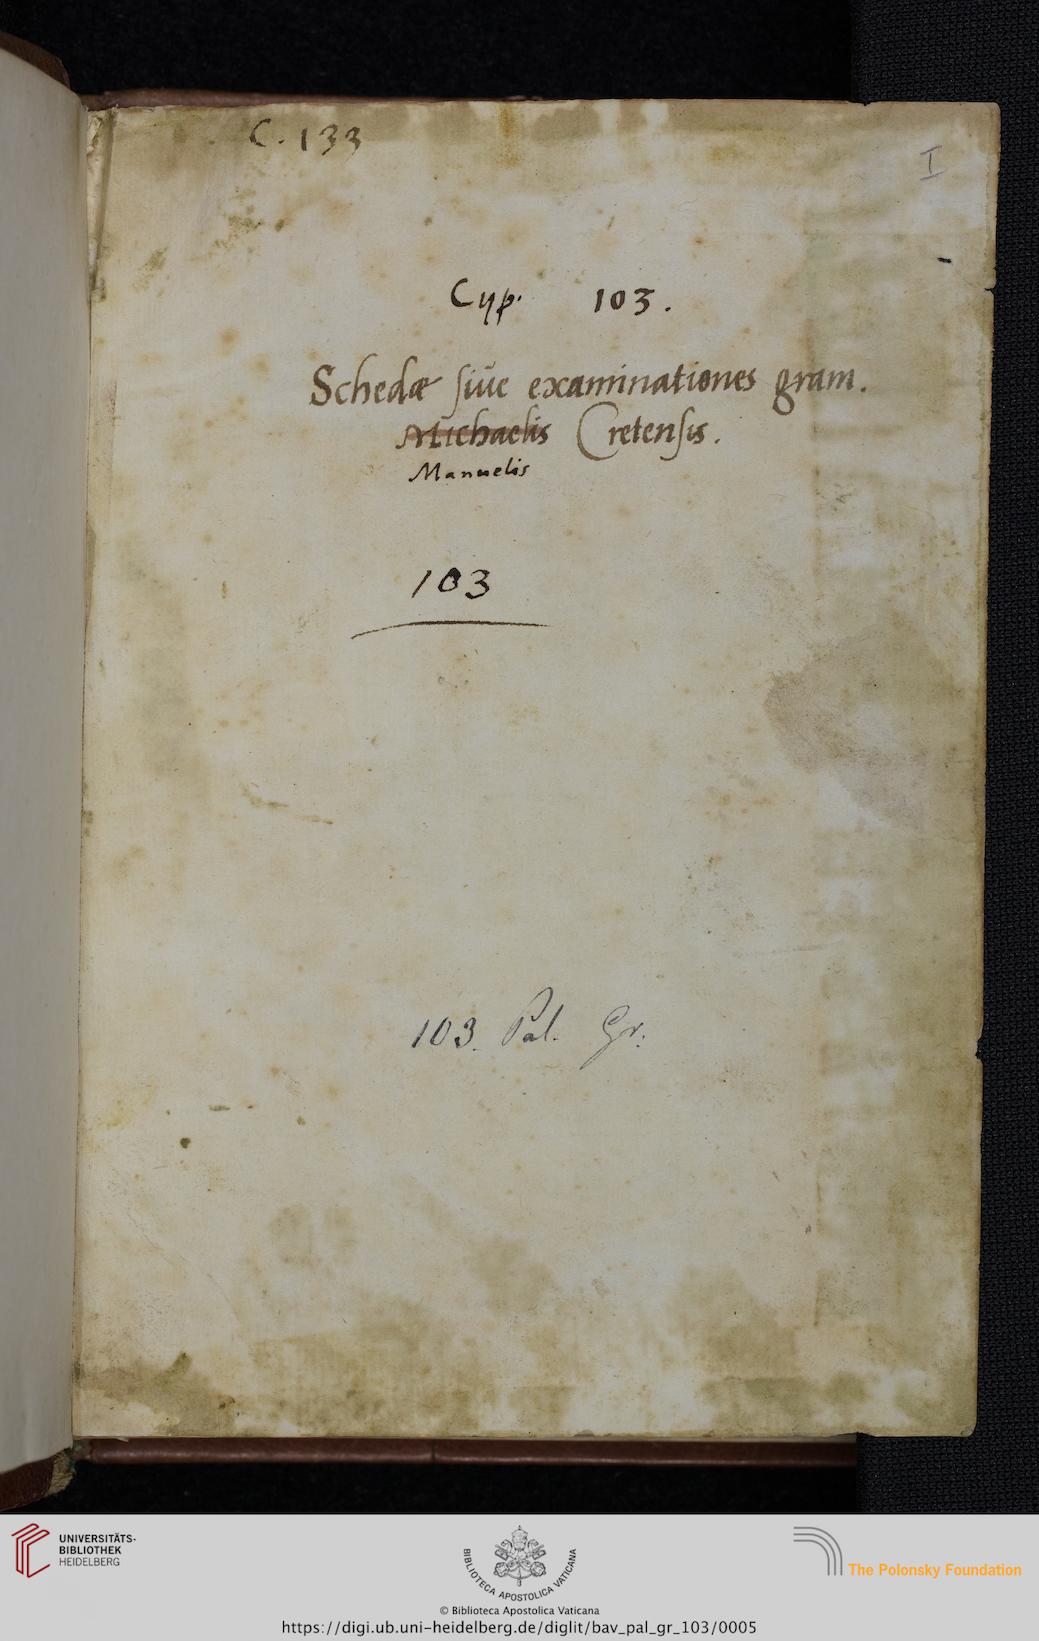 C. 133
I
Cyp. 103.
Schedæ ſiue examinationes gram.
Michaelis Cretenſis.
Manuelis
103
103. Pal. Gr.
UNIVERSITÄTS-
BIBLIOTHEK
HEIDELBERG
BIBLIOTECA APOSTOLICA VATICANA
The Polonsky Foundation
© Biblioteca Apostolica Vaticana
https://digi.ub.uni-heidelberg.de/diglit/bav_pal_gr_103/0005